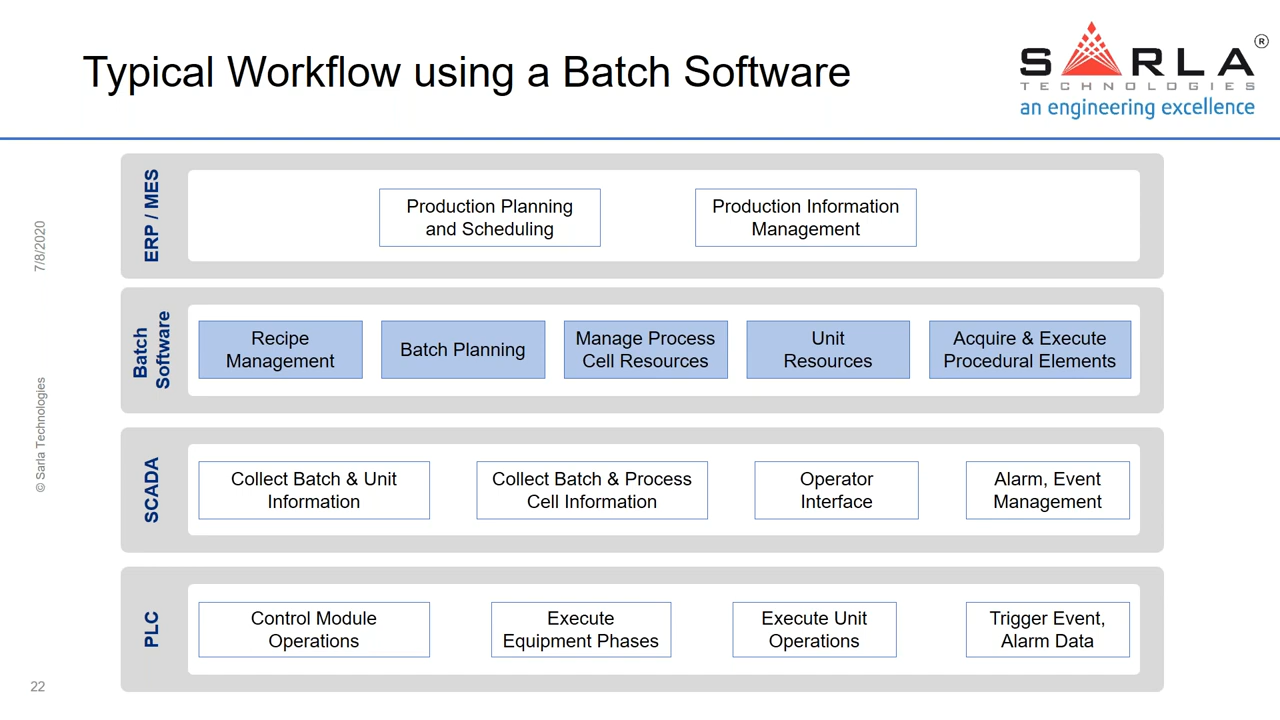 Typical Workflow using a Batch Software
SARLA®
TECHNOLOGIES
an engineering excellence
7/8/2020
© Sarla Technologies
22
ERP / MES
Production Planning
and Scheduling
Production Information
Management
Batch
Software
Recipe
Management
Batch Planning
Manage Process
Cell Resources
Unit
Resources
Acquire & Execute
Procedural Elements
SCADA
Collect Batch & Unit
Information
Collect Batch & Process
Cell Information
Operator
Interface
Alarm, Event
Management
PLC
Control Module
Operations
Execute
Equipment Phases
Execute Unit
Operations
Trigger Event,
Alarm Data